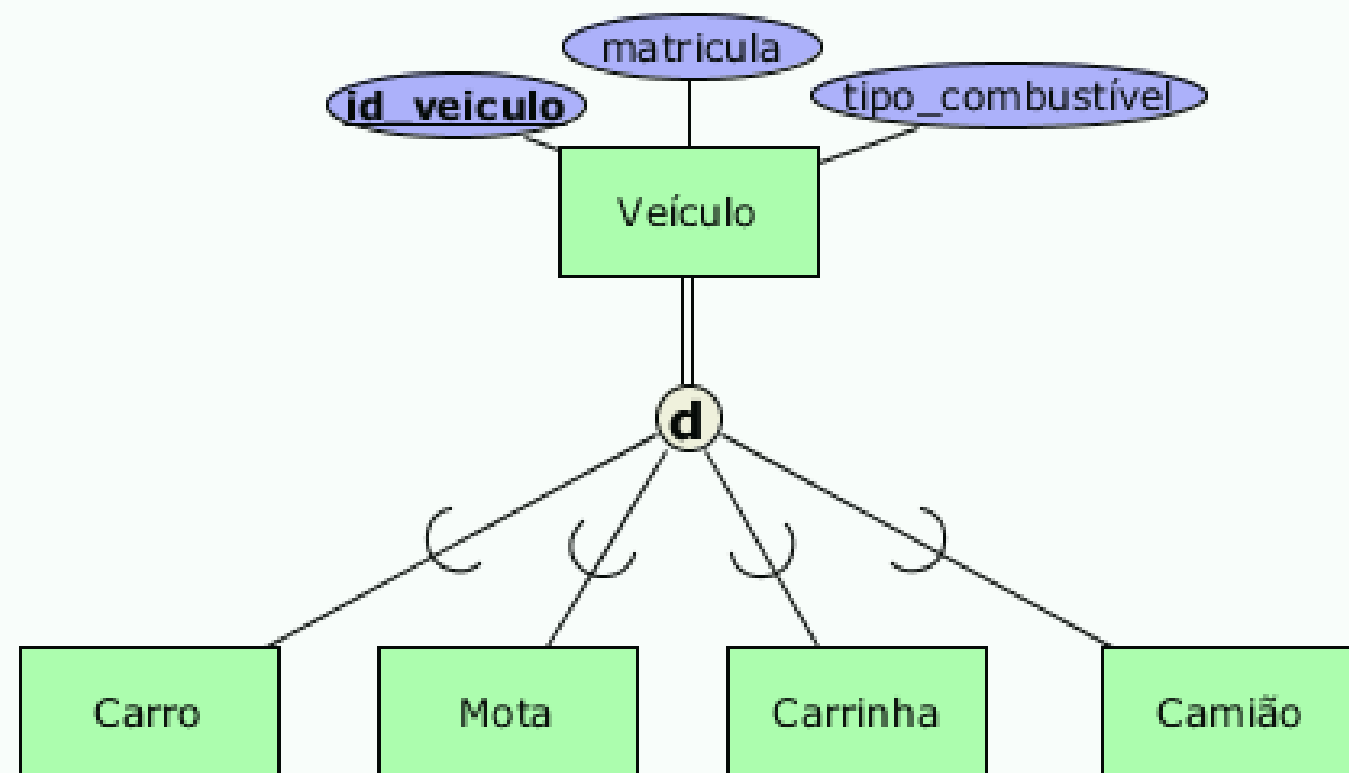 matricula
id_veiculo
tipo_combustível
Veículo
d
Carro
Mota
Carrinha
Camião